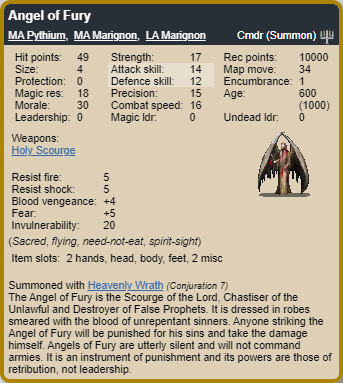 Angel of Fury
MA Pythium, MA Marignon, LA Marignon Cmdr (Summon)
Hit points: 49 Strength: 17 Rec points: 10000
Size: 4 Attack skill: 14 Map move: 34
Protection: 0 Defence skill: 12 Encumbrance: 1
Magic res: 18 Precision: 15 Age: 600
Morale: 30 Combat speed: 16 (1000)
Leadership: 0 Magic ldr: 0 Undead ldr: 0
Weapons:
Holy Scourge
Resist fire: 5
Resist shock: 5
Blood vengeance: +4
Fear: +5
Invulnerability: 20
(Sacred, flying, need-not-eat, spirit-sight)
Item slots: 2 hands, head, body, feet, 2 misc
Summoned with Heavenly Wrath (Conjuration 7)
The Angel of Fury is the Scourge of the Lord, Chastiser of the
Unlawful and Destroyer of False Prophets. It is dressed in robes
smeared with the blood of unrepentant sinners. Anyone striking the
Angel of Fury will be punished for his sins and take the damage
himself. Angels of Fury are utterly silent and will not command
armies. It is an instrument of punishment and its powers are those of
retribution, not leadership.